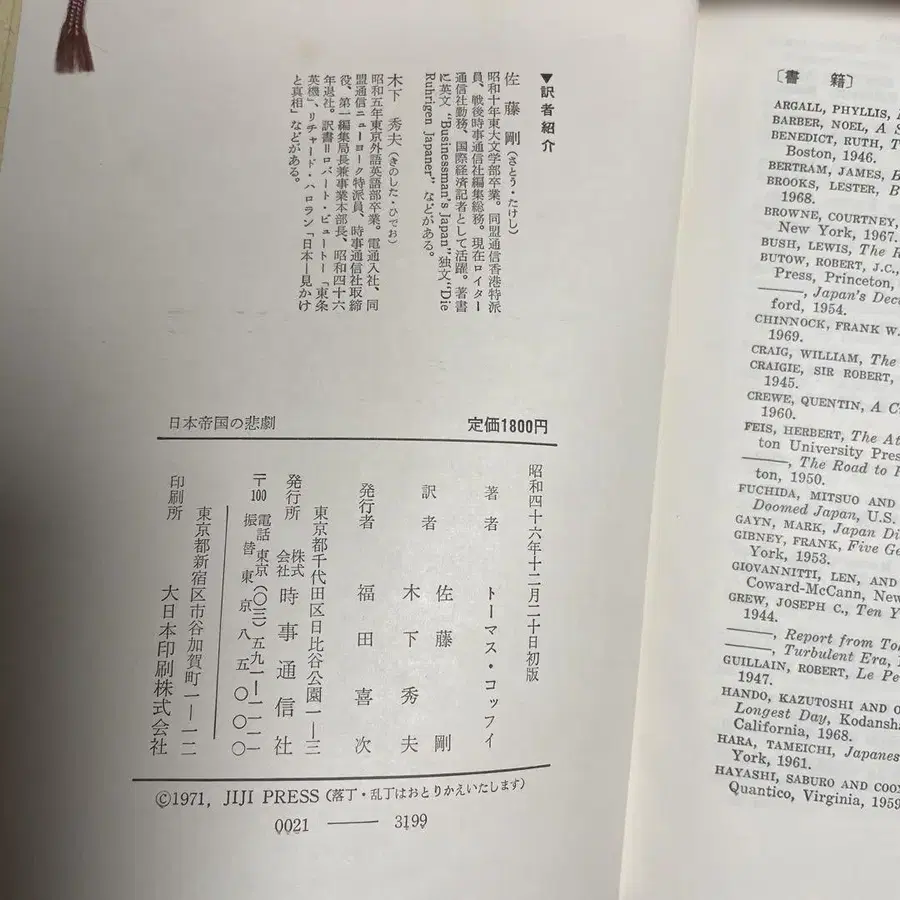 ▼訳者紹介
佐藤 剛(さとう・たけし)
昭和十年東大文学部卒業。同盟通信香港特派
員、戦後時事通信社編集総務。現在ロイター
通信社勤務、国際経済記者として活躍。著書
に英文、"Businessman's Japan" 独文"Die
Ruhrigen Japaner" などがある。
木下 秀夫(きのした・ひでお)
昭和五年東京外語英語部卒業。電通入社、同
盟通信ニューヨーク特派員、時事通信社取締
役、第一編集局長兼事業本部長、昭和四十六
年退社。訳書=ロバート・ビュートー「東条
英機」、リチャード・ハロラン「日本―見かけ
と真相」などがある。
日本帝国の悲劇 定価1800円
昭和四十六年十二月二十日初版
著者 トーマス・コッフィ
訳者 佐藤剛
木下秀夫
発行者 福田喜次
東京都千代田区日比谷公園一―三
発行所 株式会社 時事通信社
〒100 電話 東京(〇三)五九一―一一一一
振替東京八五〇〇〇
東京都新宿区市谷加賀町一―一二
印刷所 大日本印刷株式会社
©1971, JIJI PRESS (落丁・乱丁はおとりかえいたします)
0021 ―― 3199
〔書 籍〕
ARGALL, PHYLLIS,
BARBER, NOEL, A
BENEDICT, RUTH,
Boston, 1946.
BERTRAM, JAMES,
BROOKS, LESTER,
1968.
BROWNE, COURTNEY,
New York, 1967.
BUSH, LEWIS, The
BUTOW, ROBERT, J.C.,
Press, Princeton,
———, Japan's
ford, 1954.
CHINNOCK, FRANK W.
1969.
CRAIG, WILLIAM, The
CRAIGIE, SIR ROBERT,
1945.
CREWE, QUENTIN, A
1960.
FEIS, HERBERT, The
ton University
———, The Road to
ton, 1950.
FUCHIDA, MITSUO AND
Doomed Japan, U.S.
GAYN, MARK, Japan
GIBNEY, FRANK, Five
York, 1953.
GIOVANNITTI, LEN, AND
Coward-McCann, New
GREW, JOSEPH C., Ten
1944.
———, Report from
———, Turbulent Era,
GUILLAIN, ROBERT, Le
1947.
HANDO, KAZUTOSHI AND
Longest Day,
California, 1968.
HARA, TAMEICHI,
York, 1961.
HAYASHI, SABURO AND
Quantico, Virginia, 1959